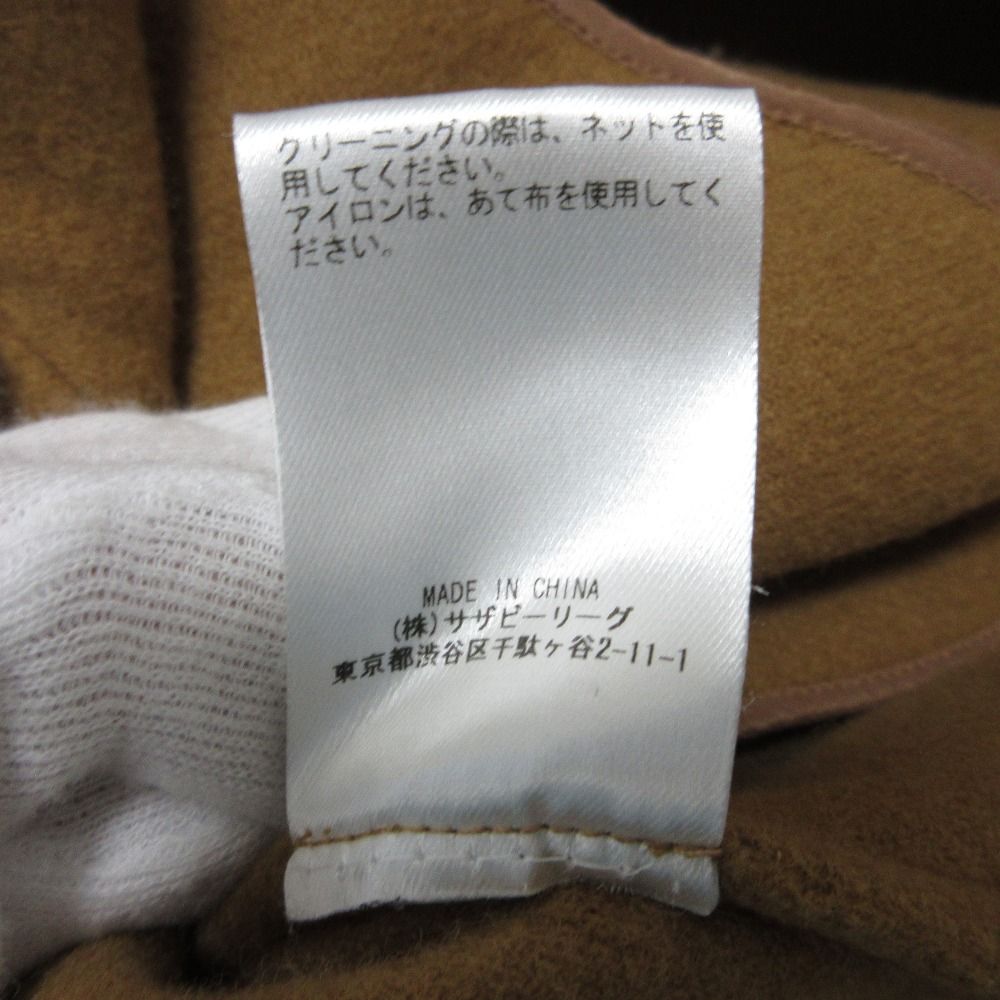 クリーニングの際は、ネットを使
用してください。
アイロンは、あて布を使用してく
ださい。
MADE IN CHINA
(株)サザビーリーグ
東京都渋谷区千駄ヶ谷2-11-1